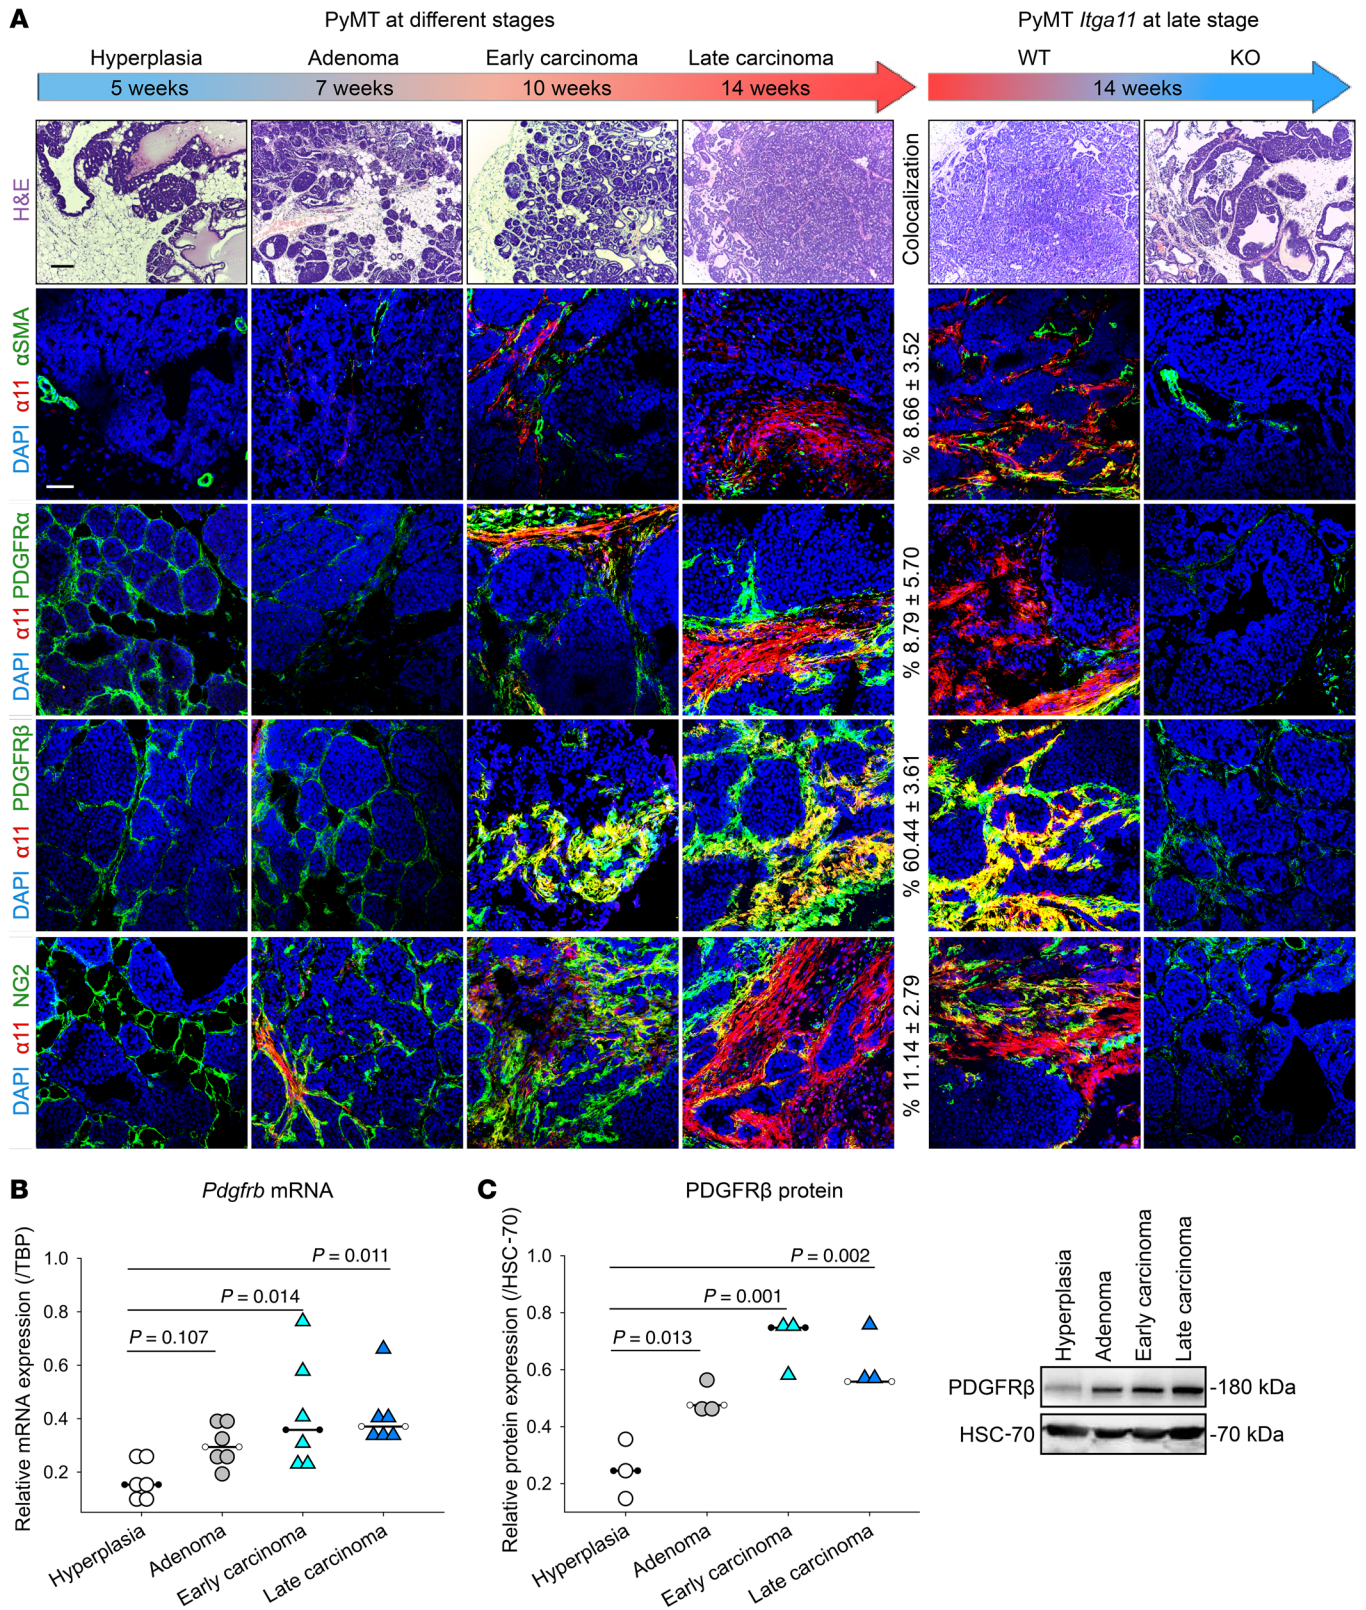 A
PyMT at different stages
PyMT Itga11 at late stage
Hyperplasia
Adenoma
Early carcinoma
Late carcinoma
WT
KO
5 weeks
7 weeks
10 weeks
14 weeks
14 weeks
H&E
Colocalization
DAPI α11 αSMA
% 8.66 ± 3.52
DAPI α11 PDGFRα
% 8.79 ± 5.70
DAPI α11 PDGFRβ
% 60.44 ± 3.61
DAPI α11 NG2
% 11.14 ± 2.79
B
Pdgfrb mRNA
Relative mRNA expression (/TBP)
1.0
0.8
0.6
0.4
0.2
P = 0.011
P = 0.014
P = 0.107
Hyperplasia
Adenoma
Early carcinoma
Late carcinoma
C
PDGFRβ protein
Relative protein expression (/HSC-70)
1.0
0.8
0.6
0.4
0.2
P = 0.002
P = 0.001
P = 0.013
Hyperplasia
Adenoma
Early carcinoma
Late carcinoma
Hyperplasia
Adenoma
Early carcinoma
Late carcinoma
PDGFRβ
-180 kDa
HSC-70
-70 kDa